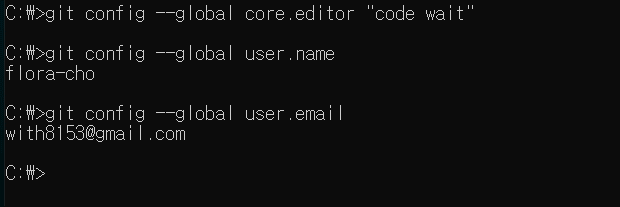 C:₩>git config --global core.editor "code wait"
C:₩>git config --global user.name
flora-cho
C:₩>git config --global user.email
with8153@gmail.com
C:₩>